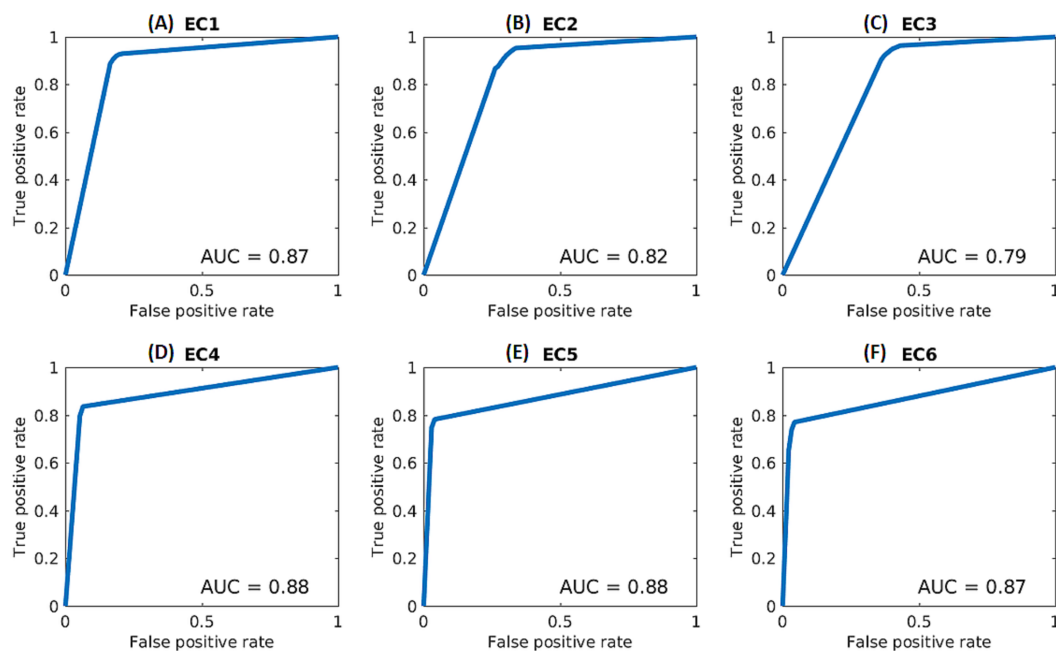 (A) EC1
(B) EC2
(C) EC3
1
0.8
0.6
0.4
0.2
0
True positive rate
AUC = 0.87
0
0.5
1
False positive rate
1
0.8
0.6
0.4
0.2
0
True positive rate
AUC = 0.82
0
0.5
1
False positive rate
1
0.8
0.6
0.4
0.2
0
True positive rate
AUC = 0.79
0
0.5
1
False positive rate
(D) EC4
(E) EC5
(F) EC6
1
0.8
0.6
0.4
0.2
0
True positive rate
AUC = 0.88
0
0.5
1
False positive rate
1
0.8
0.6
0.4
0.2
0
True positive rate
AUC = 0.88
0
0.5
1
False positive rate
1
0.8
0.6
0.4
0.2
0
True positive rate
AUC = 0.87
0
0.5
1
False positive rate